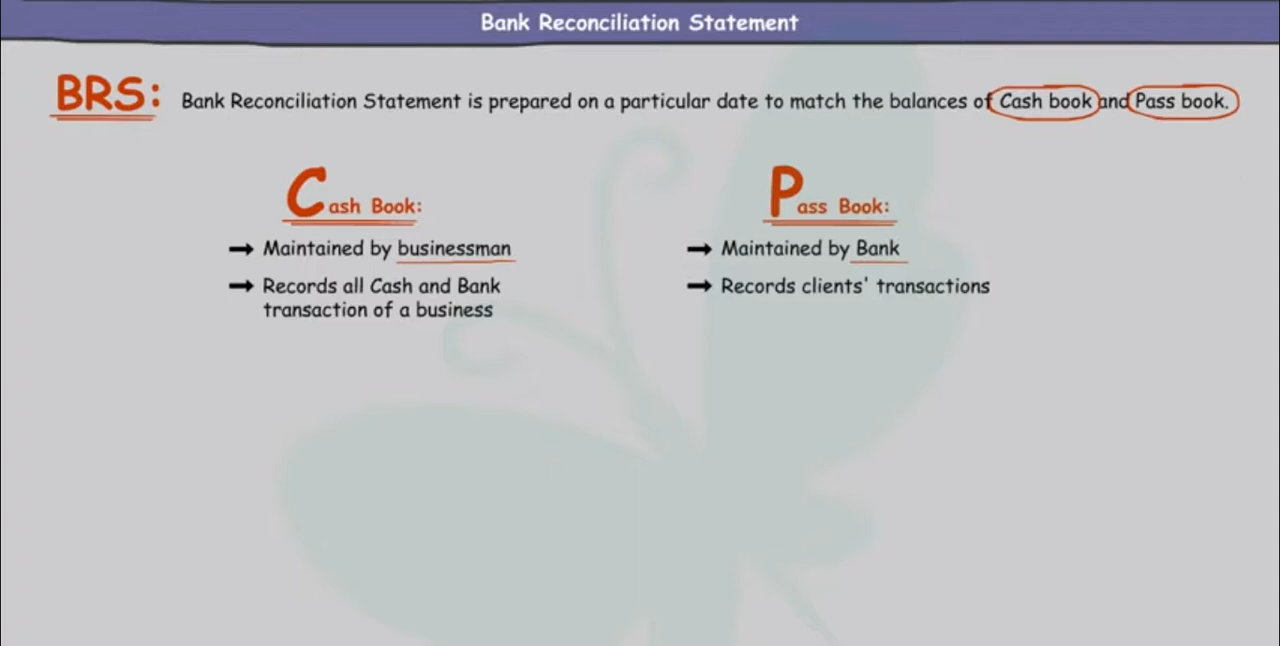 Bank Reconciliation Statement
BRS: Bank Reconciliation Statement is prepared on a particular date to match the balances of Cash book and Pass book.
Cash Book:
→ Maintained by businessman
→ Records all Cash and Bank
transaction of a business
Pass Book:
→ Maintained by Bank
→ Records clients' transactions